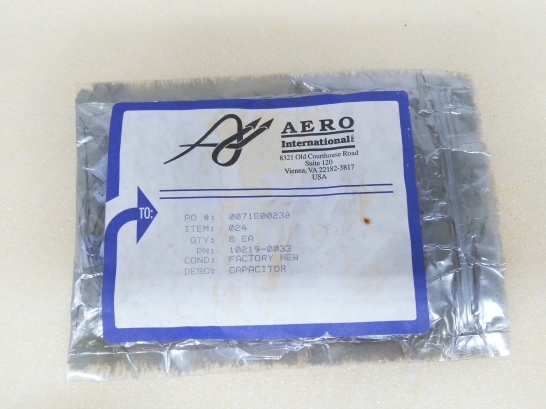 AERO
International
8321 Old Courthouse Road
Suite 120
Vienna, VA 22182-3817
USA
TO:
PO #: 0071E00238
ITEM: 024
QTY: 8 EA
PN: 10219-0033
COND: FACTORY NEW
DESC: CAPACITOR